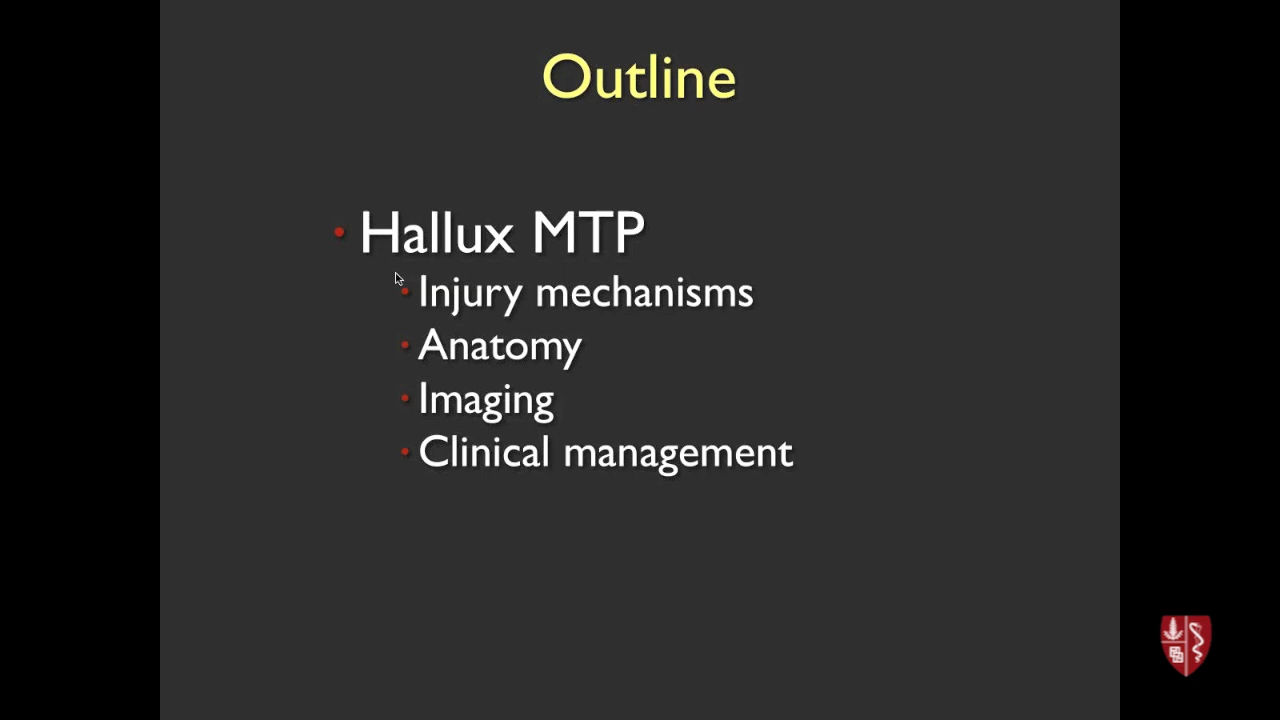 Outline
• Hallux MTP
• Injury mechanisms
• Anatomy
• Imaging
• Clinical management